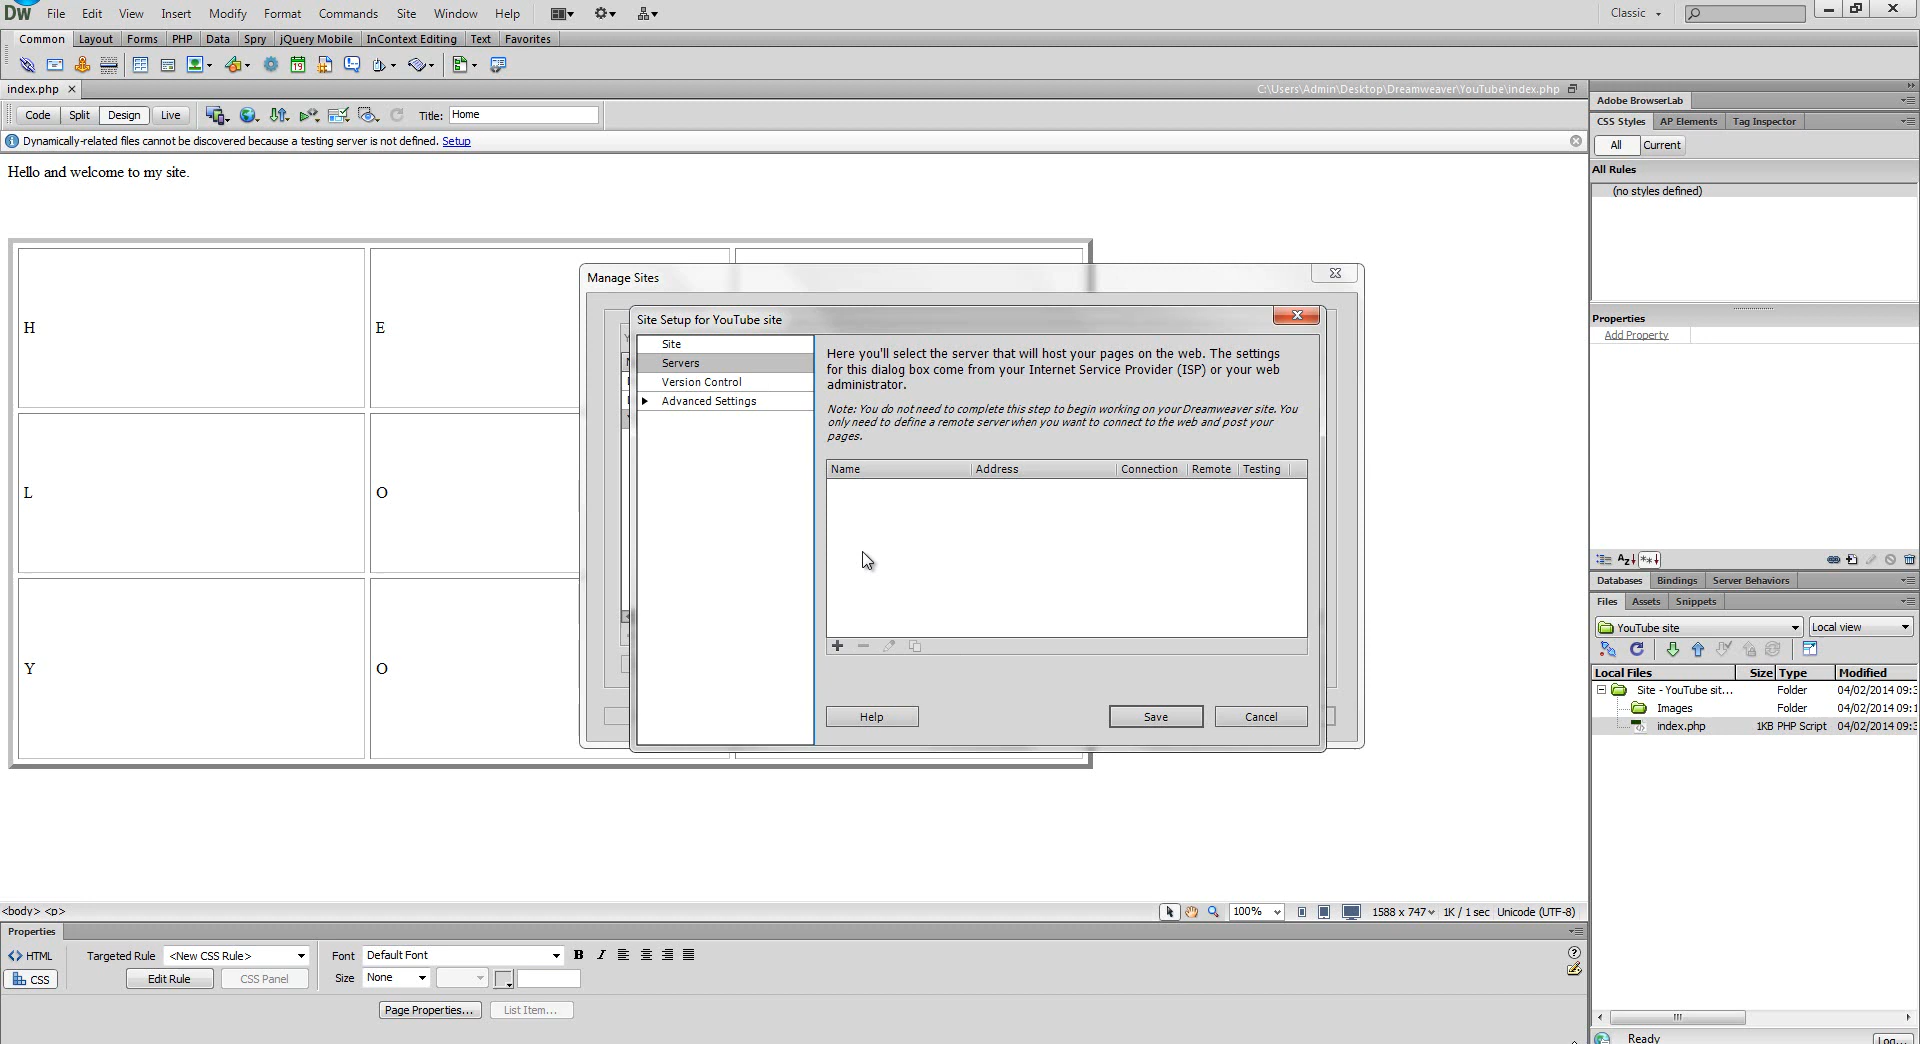 Dw File Edit View Insert Modify Format Commands Site Window Help Classic
Common Layout Forms PHP Data Spry jQuery Mobile InContext Editing Text Favorites
index.php
C:\Users\Admin\Desktop\Dreamweaver\YouTube\index.php
Code Split Design Live Title: Home
Dynamically-related files cannot be discovered because a testing server is not defined. Setup
Hello and welcome to my site.
H E
L O
Y O
Manage Sites
Site Setup for YouTube site
Site
Servers
Version Control
Advanced Settings
Here you'll select the server that will host your pages on the web. The settings
for this dialog box come from your Internet Service Provider (ISP) or your web
administrator.
Note: You do not need to complete this step to begin working on your Dreamweaver site. You
only need to define a remote server when you want to connect to the web and post your
pages.
Name Address Connection Remote Testing
Help Save Cancel
Adobe BrowserLab
CSS Styles AP Elements Tag Inspector
All Current
All Rules
(no styles defined)
Properties
Add Property
Databases Bindings Server Behaviors
Files Assets Snippets
YouTube site Local view
Local Files Size Type Modified
Site - YouTube sit... Folder 04/02/2014 09:3
Images Folder 04/02/2014 09:1
index.php 1KB PHP Script 04/02/2014 09:3
Ready Log...
<body> <p>
100% 1588 x 747 1K / 1 sec Unicode (UTF-8)
Properties
HTML Targeted Rule <New CSS Rule> Font Default Font B I
CSS Edit Rule CSS Panel Size None
Page Properties... List Item...